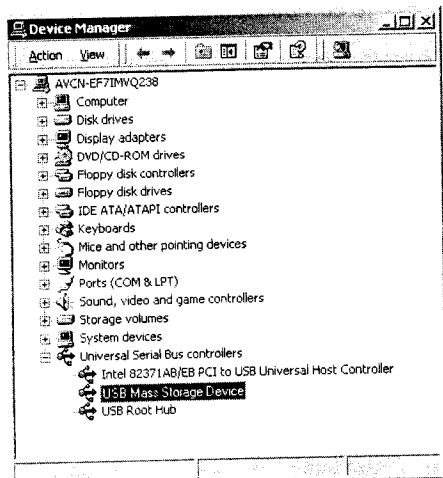 Device Manager
Action View
AVCN-EF7IMVQ238
Computer
Disk drives
Display adapters
DVD/CD-ROM drives
Floppy disk controllers
Floppy disk drives
IDE ATA/ATAPI controllers
Keyboards
Mice and other pointing devices
Monitors
Ports (COM & LPT)
Sound, video and game controllers
Storage volumes
System devices
Universal Serial Bus controllers
Intel 82371AB/EB PCI to USB Universal Host Controller
USB Mass Storage Device
USB Root Hub